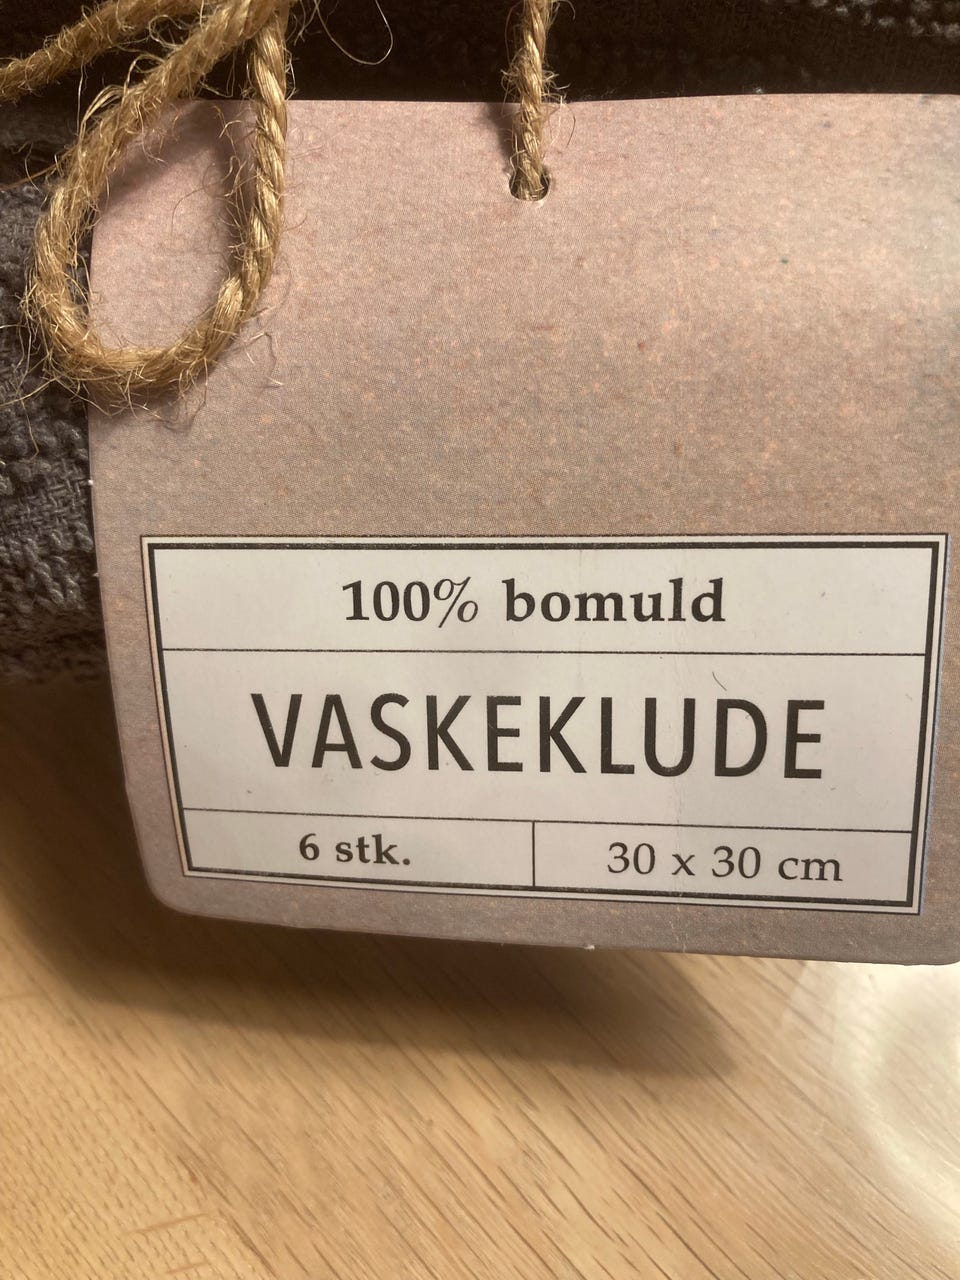 100% bomuld
VASKEKLUDE
6 stk.
30 x 30 cm